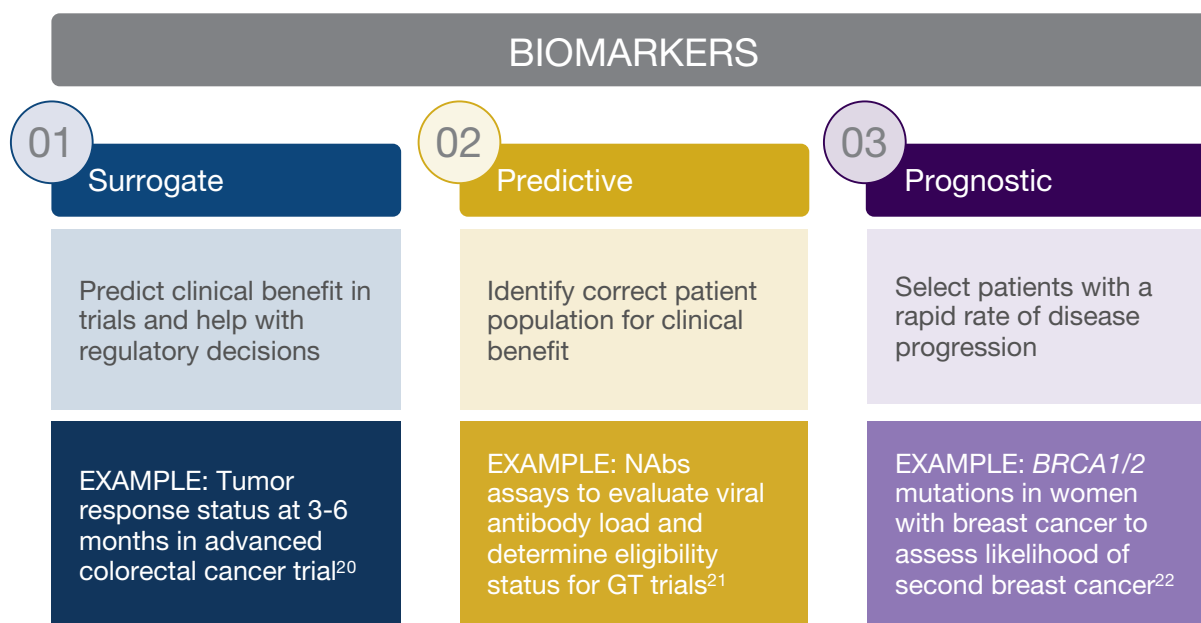 BIOMARKERS
01
Surrogate
Predict clinical benefit in
trials and help with
regulatory decisions
EXAMPLE: Tumor
response status at 3-6
months in advanced
colorectal cancer trial²⁰
02
Predictive
Identify correct patient
population for clinical
benefit
EXAMPLE: NAbs
assays to evaluate viral
antibody load and
determine eligibility
status for GT trials²¹
03
Prognostic
Select patients with a
rapid rate of disease
progression
EXAMPLE: BRCA1/2
mutations in women
with breast cancer to
assess likelihood of
second breast cancer²²